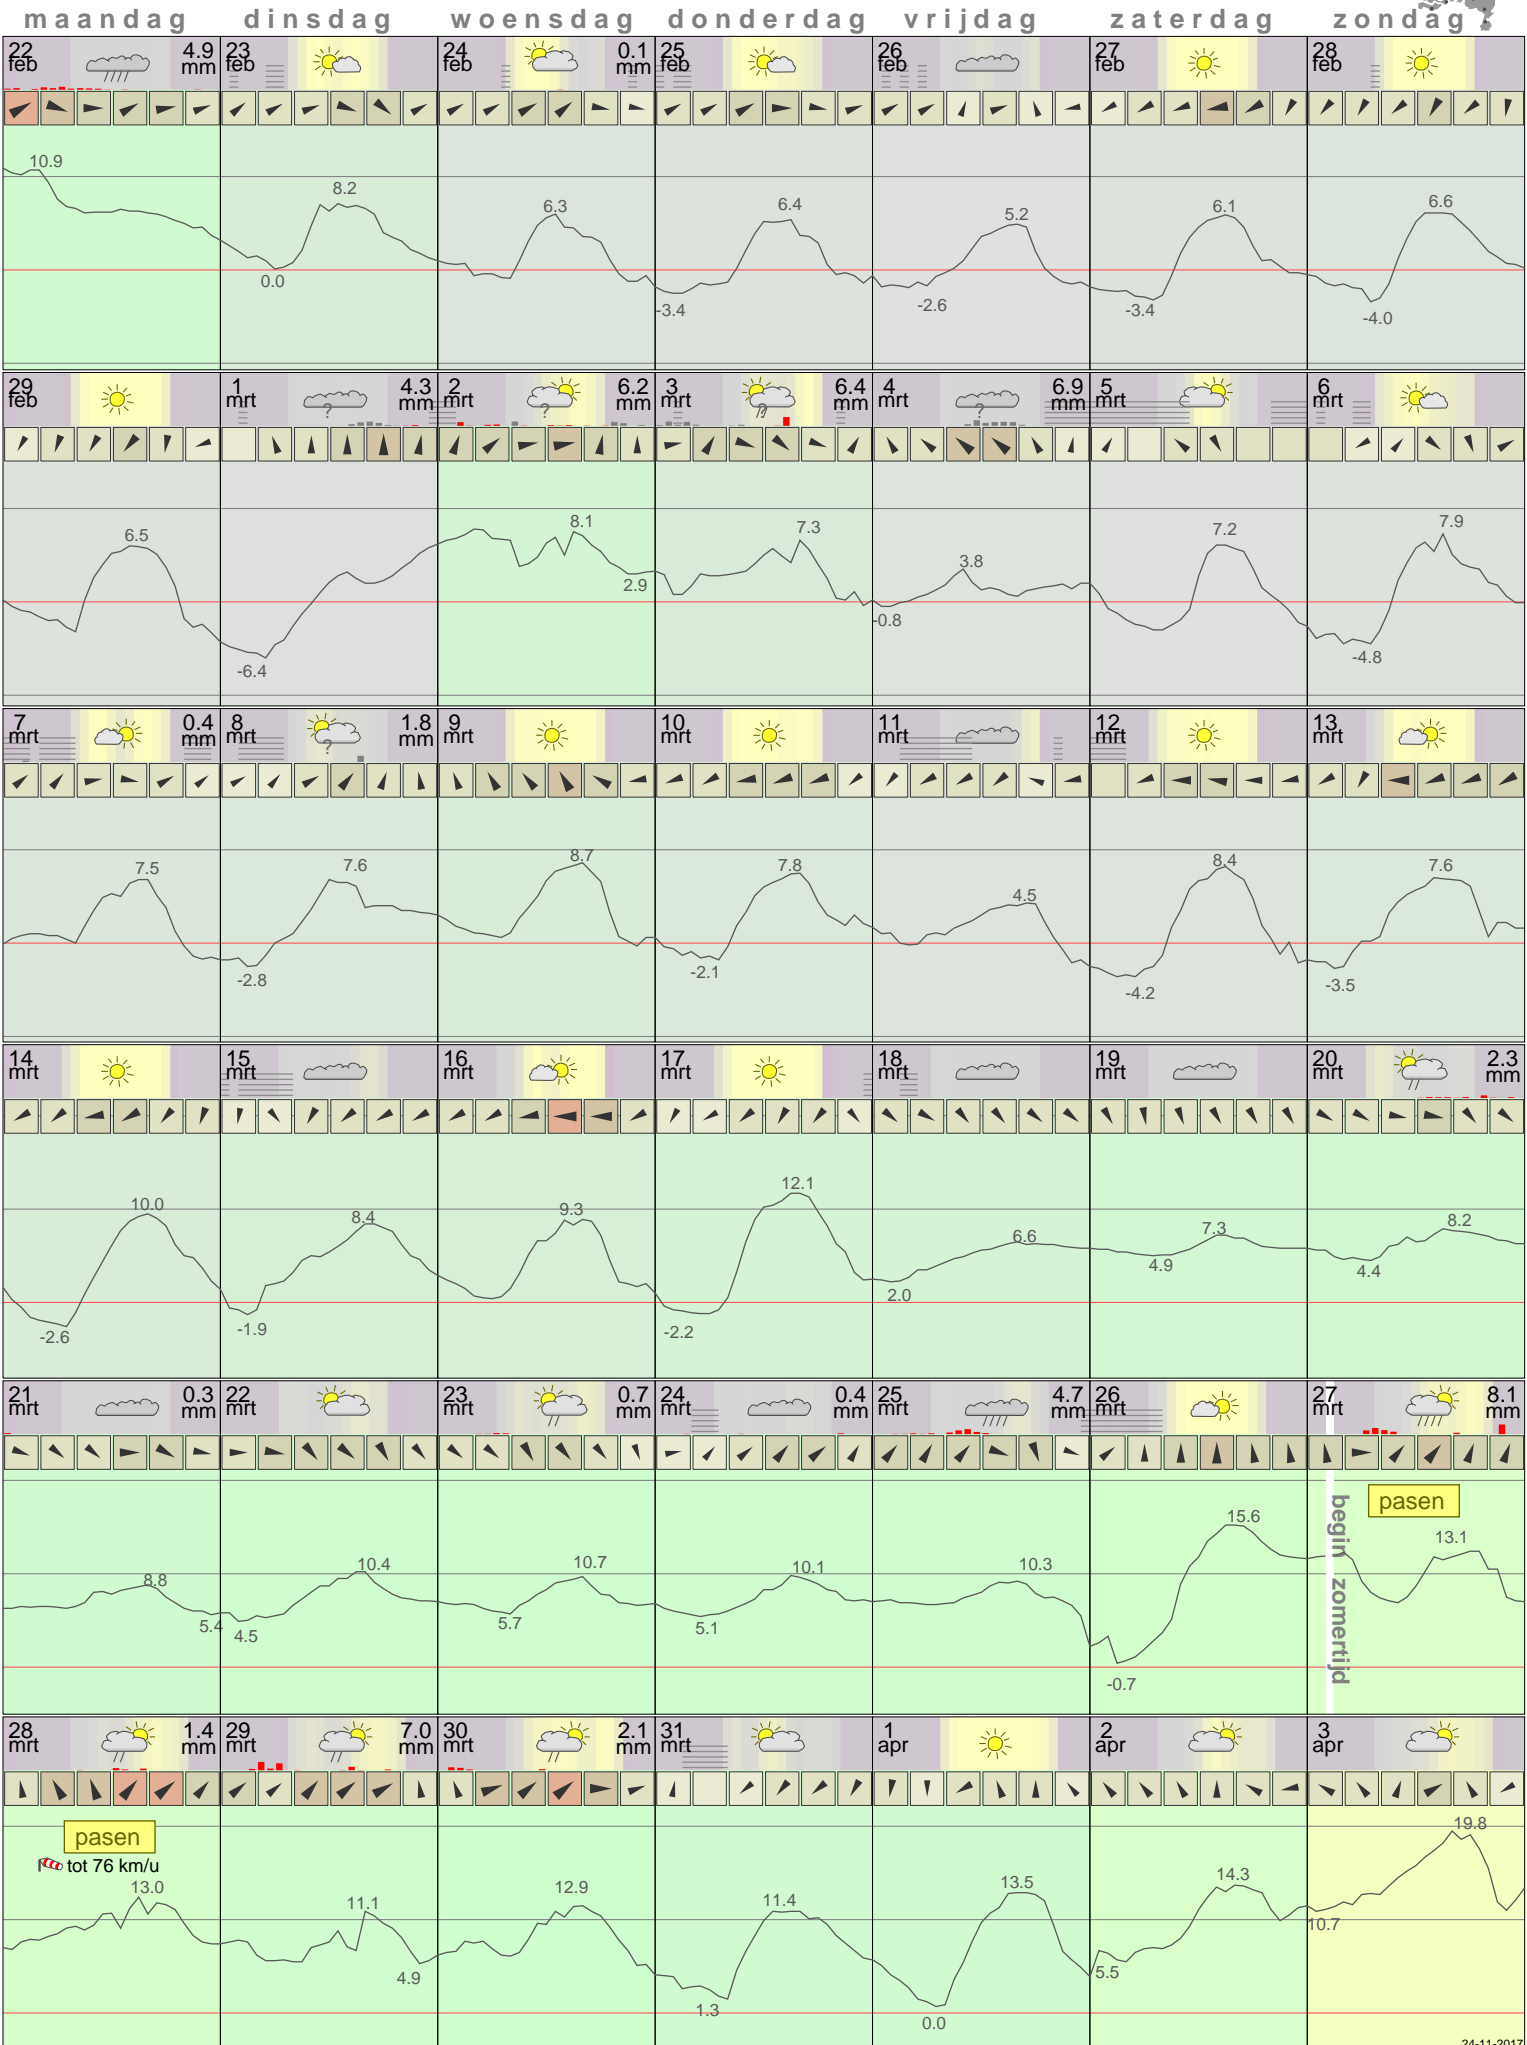 maandag dinsdag woensdag donderdag vrijdag zaterdag zondag
22 feb 4.9 mm 23 feb 24 feb 0.1 mm 25 feb 26 feb 27 feb 28 feb
10.9 8.2 6.3 6.4 5.2 6.1 6.6
0.0 -3.4 -2.6 -3.4 -4.0
29 feb 1 mrt ? 4.3 mm 2 mrt ? 6.2 mm 3 mrt ? 6.4 mm 4 mrt ? 6.9 mm 5 mrt 6 mrt
6.5 8.1 7.3 3.8 7.2 7.9
-6.4 2.9 -0.8 -4.8
7 mrt 0.4 mm 8 mrt ? 1.8 mm 9 mrt 10 mrt 11 mrt 12 mrt 13 mrt
7.5 7.6 8.7 7.8 4.5 8.4 7.6
-2.8 -2.1 -4.2 -3.5
14 mrt 15 mrt 16 mrt 17 mrt 18 mrt 19 mrt 20 mrt 2.3 mm
10.0 8.4 9.3 12.1 6.6 7.3 8.2
-2.6 -1.9 -2.2 2.0 4.9 4.4
21 mrt 0.3 mm 22 mrt 23 mrt 0.7 mm 24 mrt 0.4 mm 25 mrt 4.7 mm 26 mrt 27 mrt 8.1 mm
begin zomertijd
pasen
8.8 10.4 10.7 10.1 10.3 15.6 13.1
5.4 4.5 5.7 5.1 -0.7
28 mrt 1.4 mm 29 mrt 7.0 mm 30 mrt 2.1 mm 31 mrt 1 apr 2 apr 3 apr
pasen
tot 76 km/u
13.0 11.1 12.9 11.4 13.5 14.3 19.8
4.9 1.3 0.0 5.5 10.7
24-11-2017